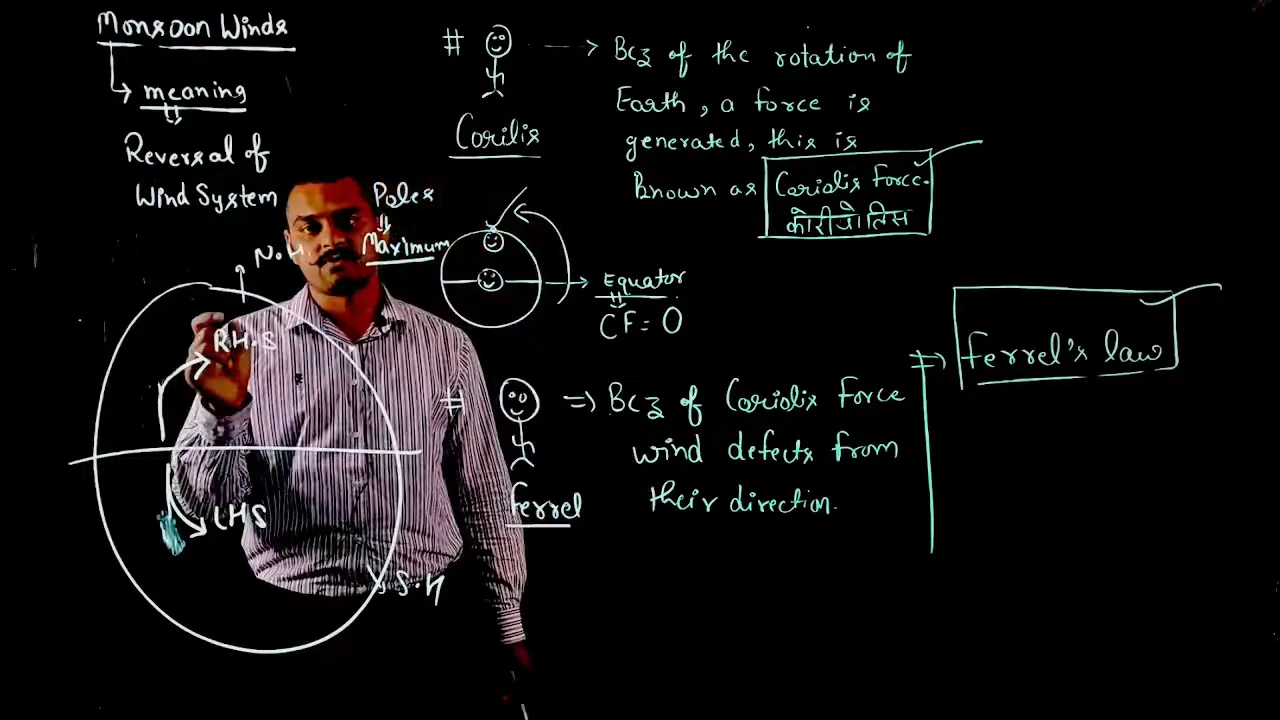 Monsoon Winds
meaning
Reversal of
Wind System
# Corilis
Bcz of the rotation of
Earth, a force is
generated, this is
Known as Coriolis Force.
कोरीयोलिस
Poles
Maximum
Equator
CF = 0
N.H
R.H.S
LHS
S.H
# Ferrel
=> Bcz of Coriolis Force
wind defects from
their direction.
=> Ferrel's law